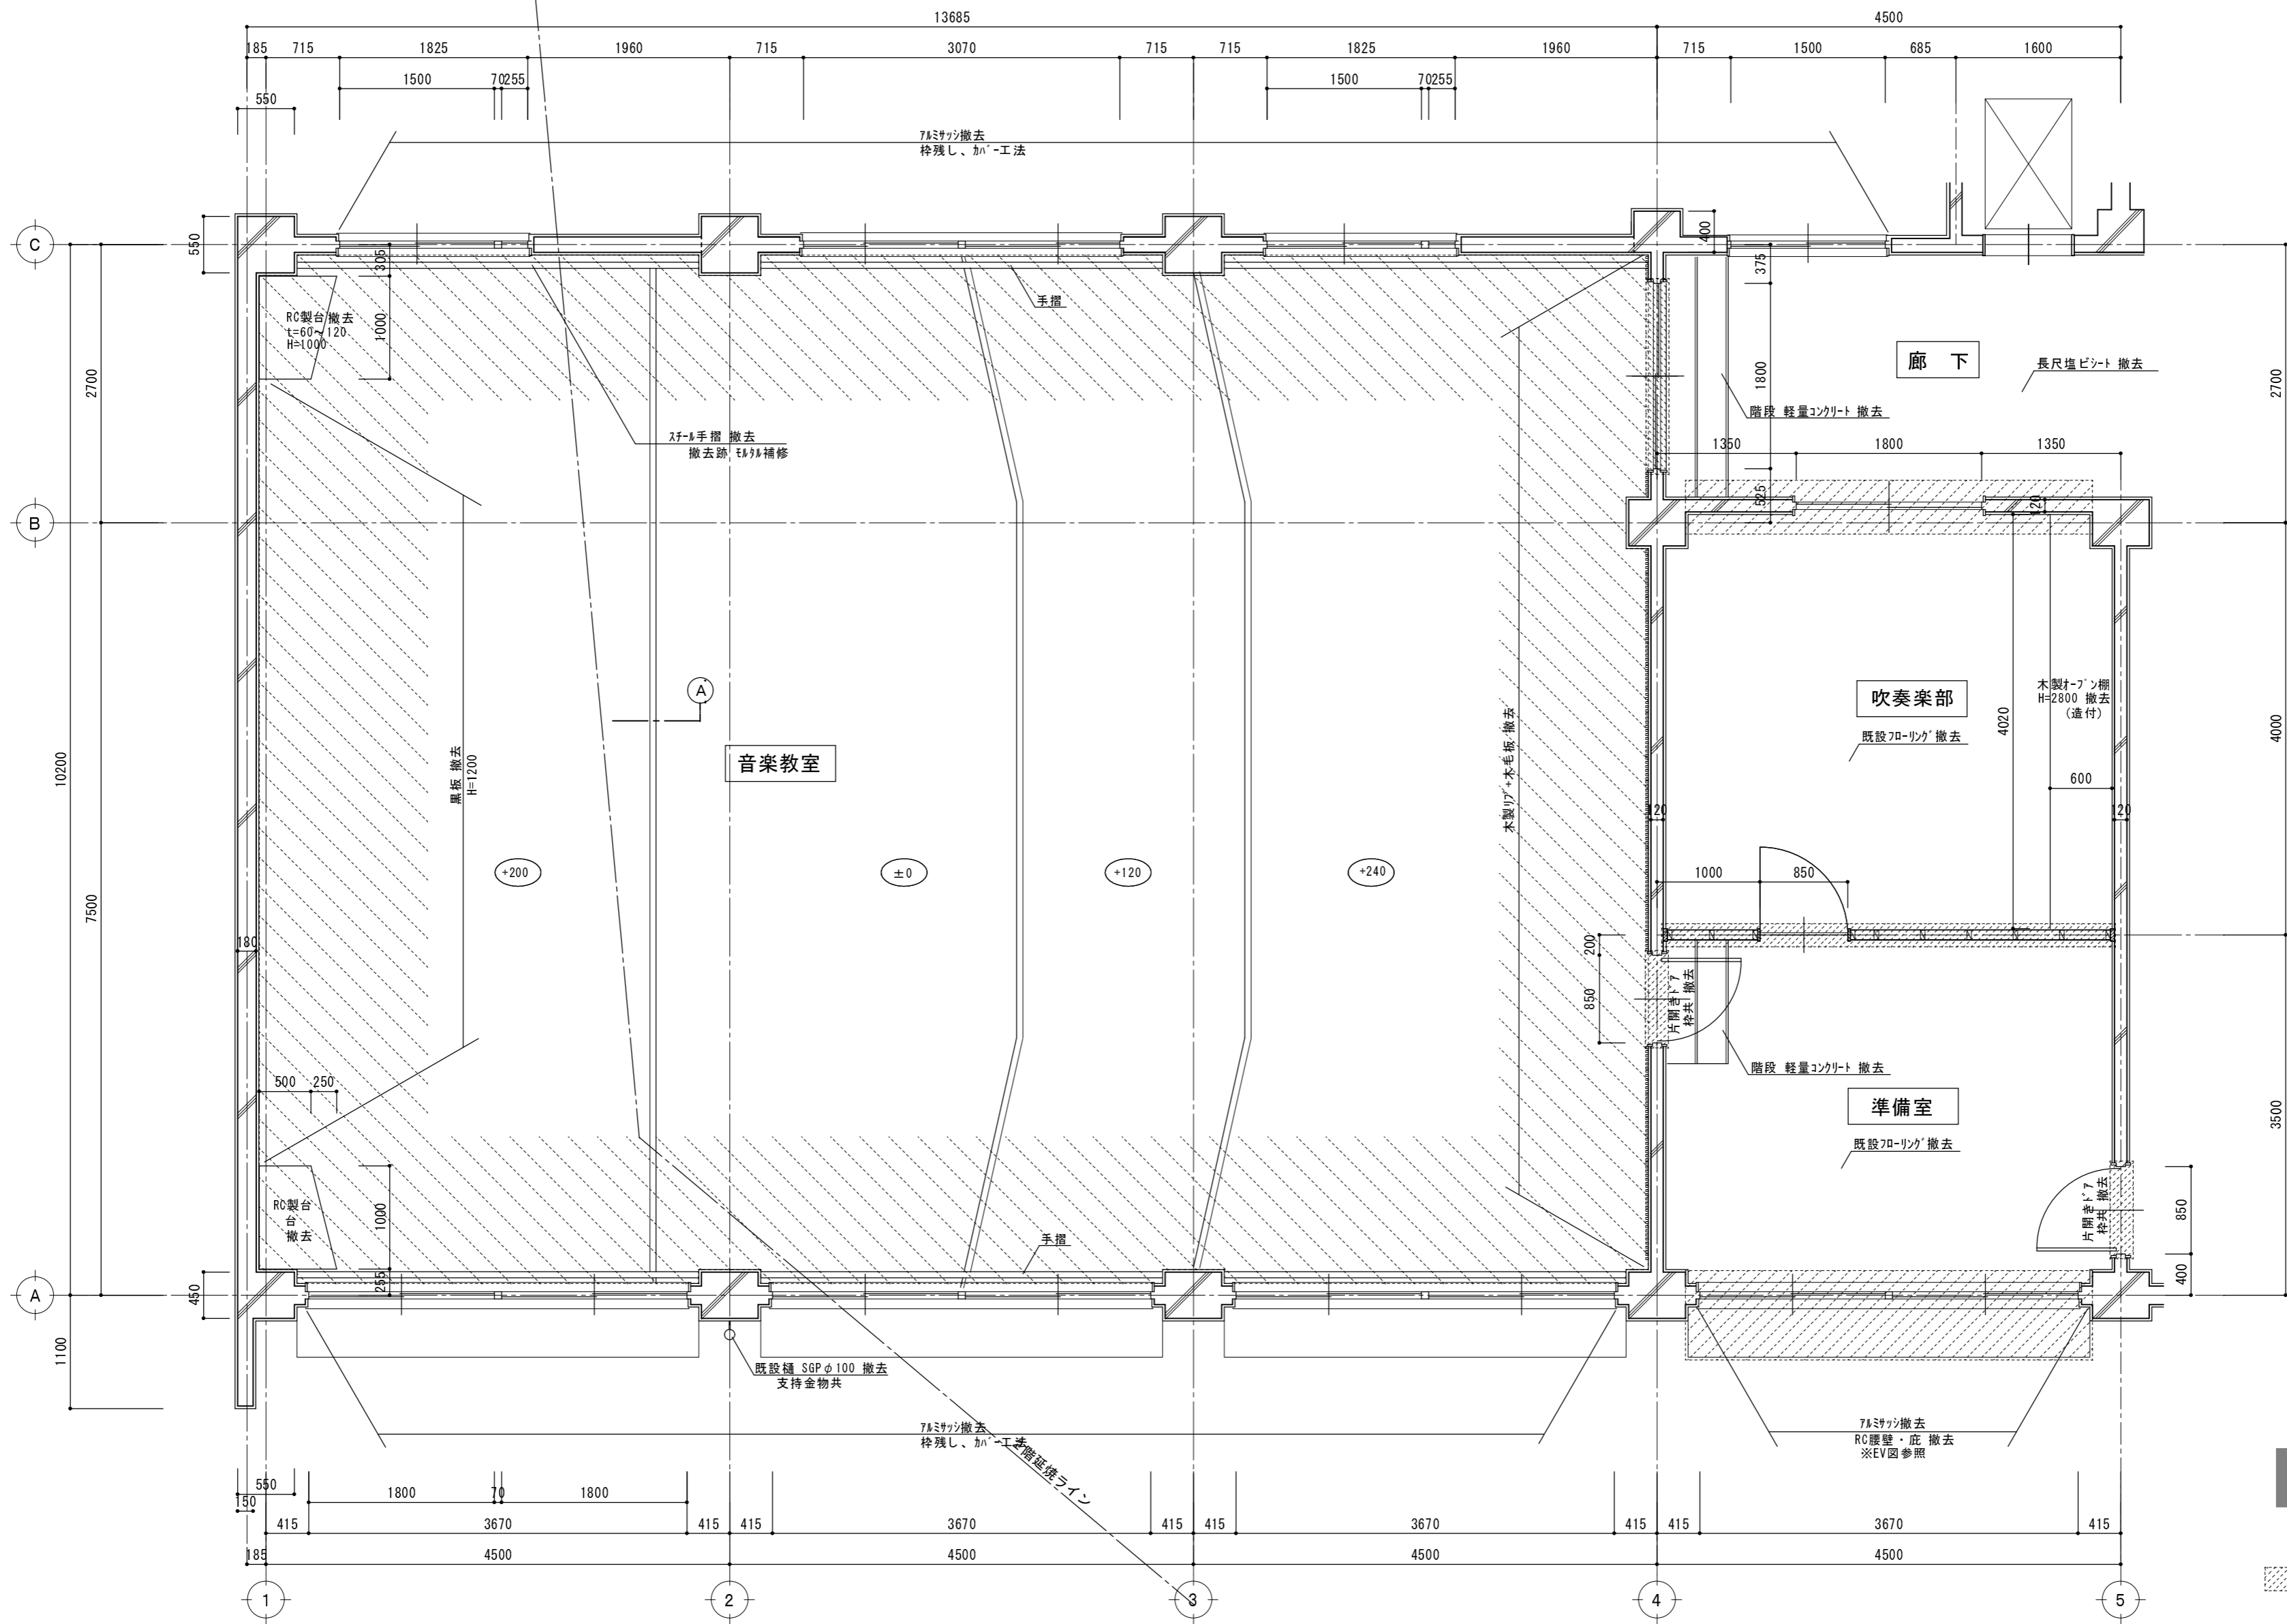 13685
4500
185
715
1825
1960
715
3070
715
715
1825
1960
715
1500
685
1600
1500
70
255
1500
70
255
550
アルミサッシ撤去
枠残し、カバー工法
C
550
305
400
375
手摺
RC製台 撤去
t=60~120
H=1000
1000
廊 下
長尺塩ビシート 撤去
2700
1800
2700
階段 軽量コンクリート 撤去
スチール手摺 撤去
撤去跡 モルタル補修
1350
1800
1350
525
120
B
A
吹奏楽部
木製オープン棚
H=2800 撤去
(造付)
4020
既設フローリング 撤去
4000
黒板 撤去
H=1200
音楽教室
木製リブ+木毛板 撤去
10200
600
120
120
+200
±0
+120
+240
1000
850
7500
180
200
850
片開きドア
枠共 撤去
階段 軽量コンクリート 撤去
500
250
準備室
既設フローリング 撤去
3500
片開きドア
枠共 撤去
850
RC製台
台
撤去
1000
手摺
400
450
255
A
1100
既設樋 SGPφ100 撤去
支持金物共
アルミサッシ撤去
枠残し、カバー工法
アルミサッシ撤去
RC腰壁・庇 撤去
※EV図参照
階延焼ライン
550
150
1800
70
1800
415
3670
415
415
3670
415
415
3670
415
415
3670
415
185
4500
4500
4500
4500
1
2
3
4
5